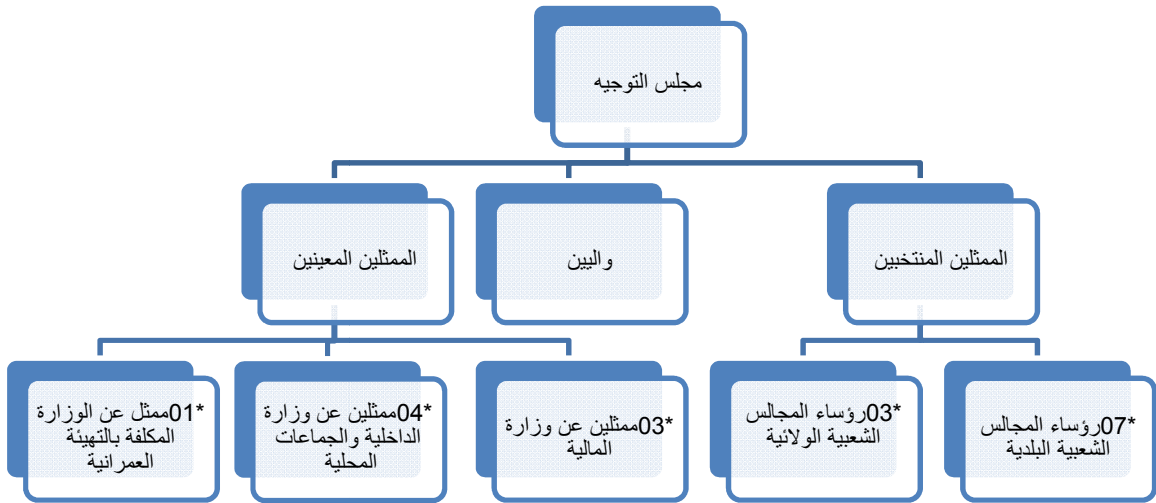 مجلس التوجيه
الممثلين المنتخبين
واليين
الممثلين المعينين
*07رؤساء المجالس
الشعبية البلدية
*03رؤساء المجالس
الشعبية الولائية
*03ممثلين عن وزارة
المالية
*04ممثلين عن وزارة
الداخلية والجماعات
المحلية
*01ممثل عن الوزارة
المكلفة بالتهيئة
العمرانية